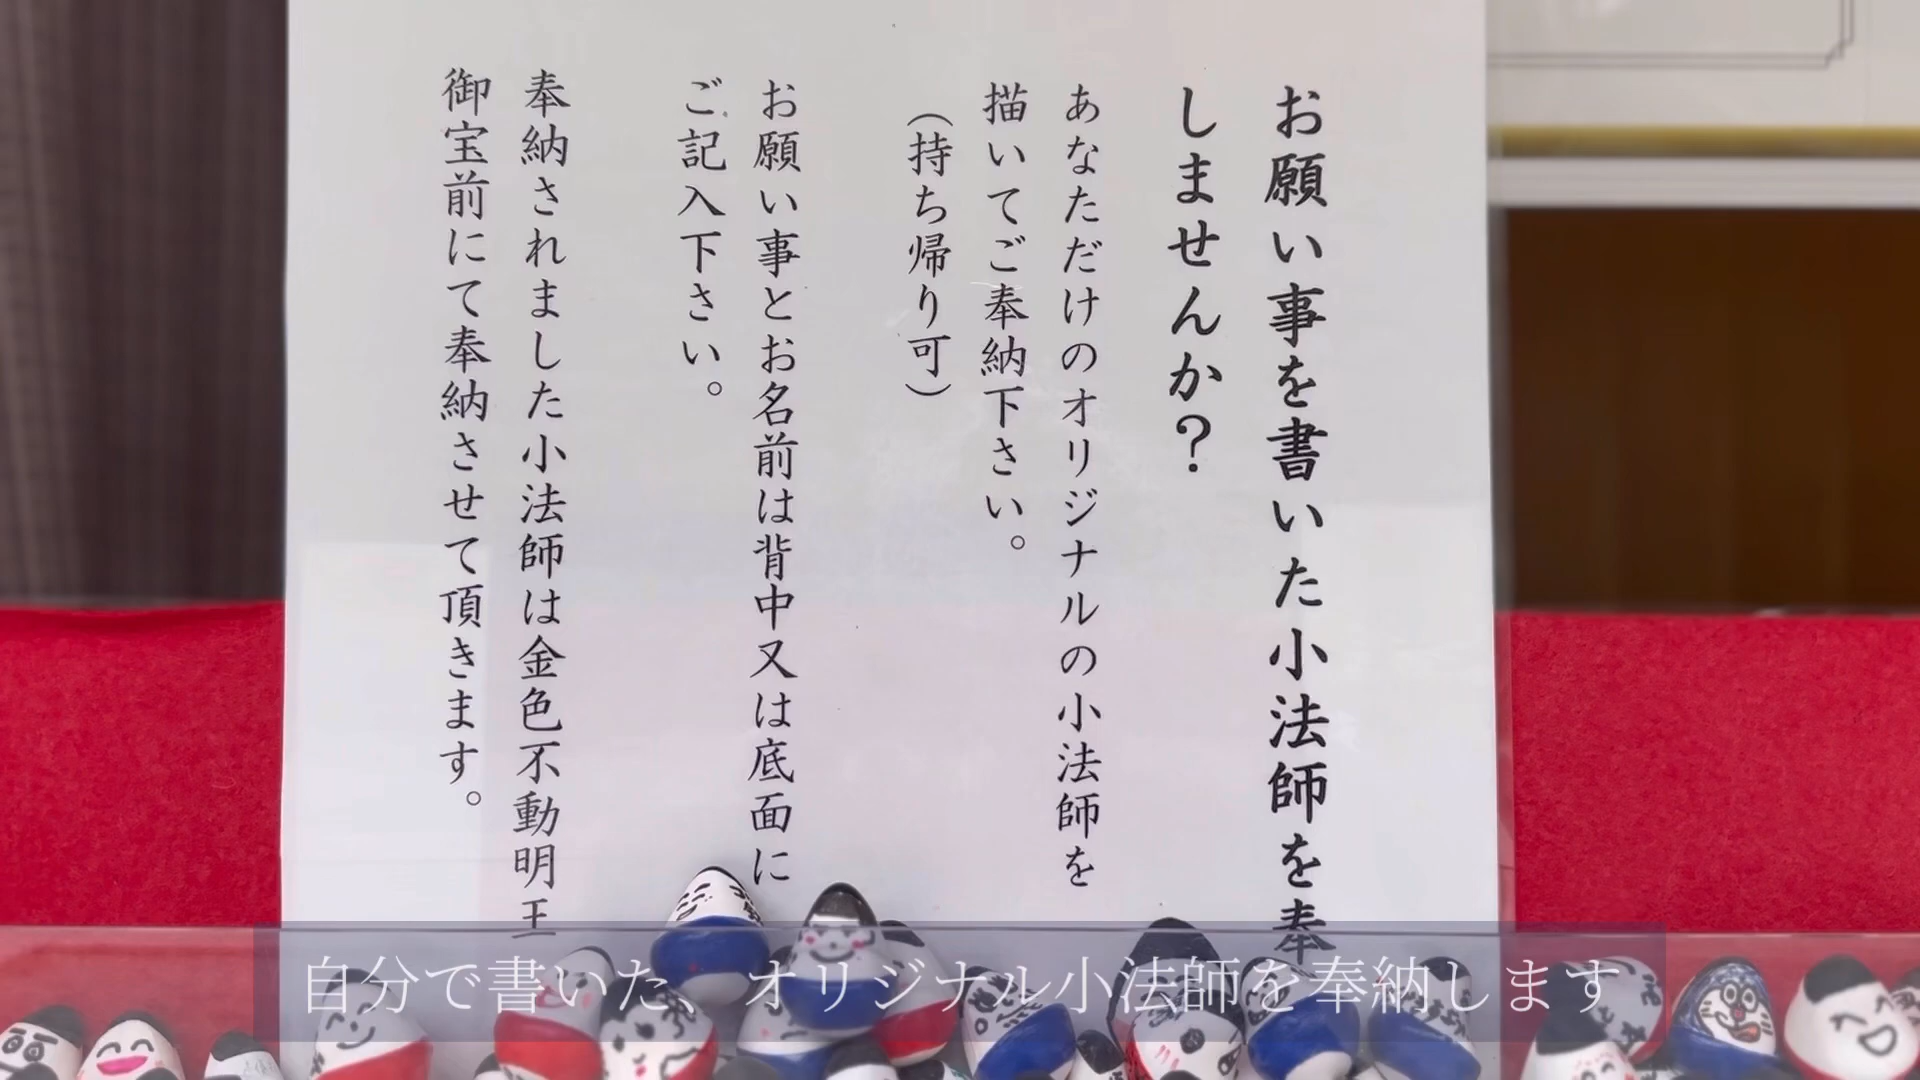 お願い事を書いた小法師を奉
しませんか？
あなただけのオリジナルの小法師を
描いてご奉納下さい。
（持ち帰り可）
お願い事とお名前は背中又は底面に
ご記入下さい。
奉納されました小法師は金色不動明王
御宝前にて奉納させて頂きます。
自分で書いた、オリジナル小法師を奉納します